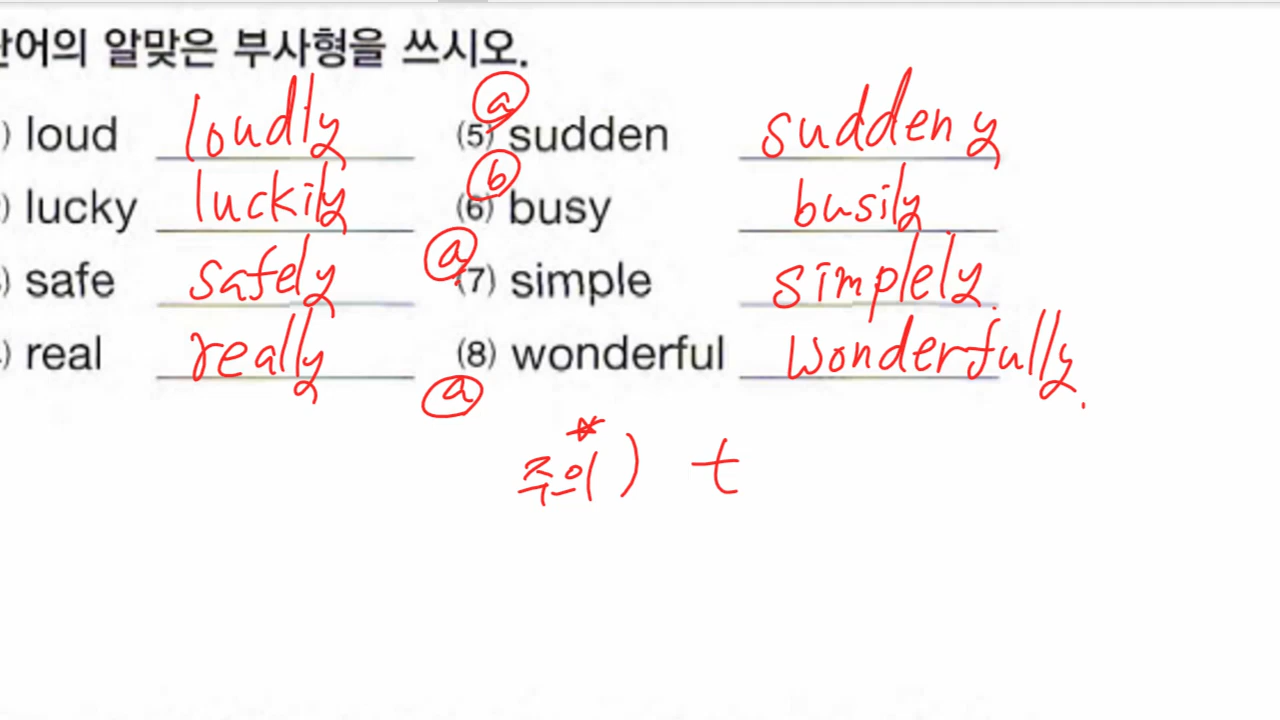 단어의 알맞은 부사형을 쓰시오.
) loud loudly ⓐ (5) sudden suddeny
) lucky luckily ⓑ (6) busy busily
) safe safely ⓐ (7) simple simplely.
) real really (8) wonderful wonderfully.
ⓐ
주의) t